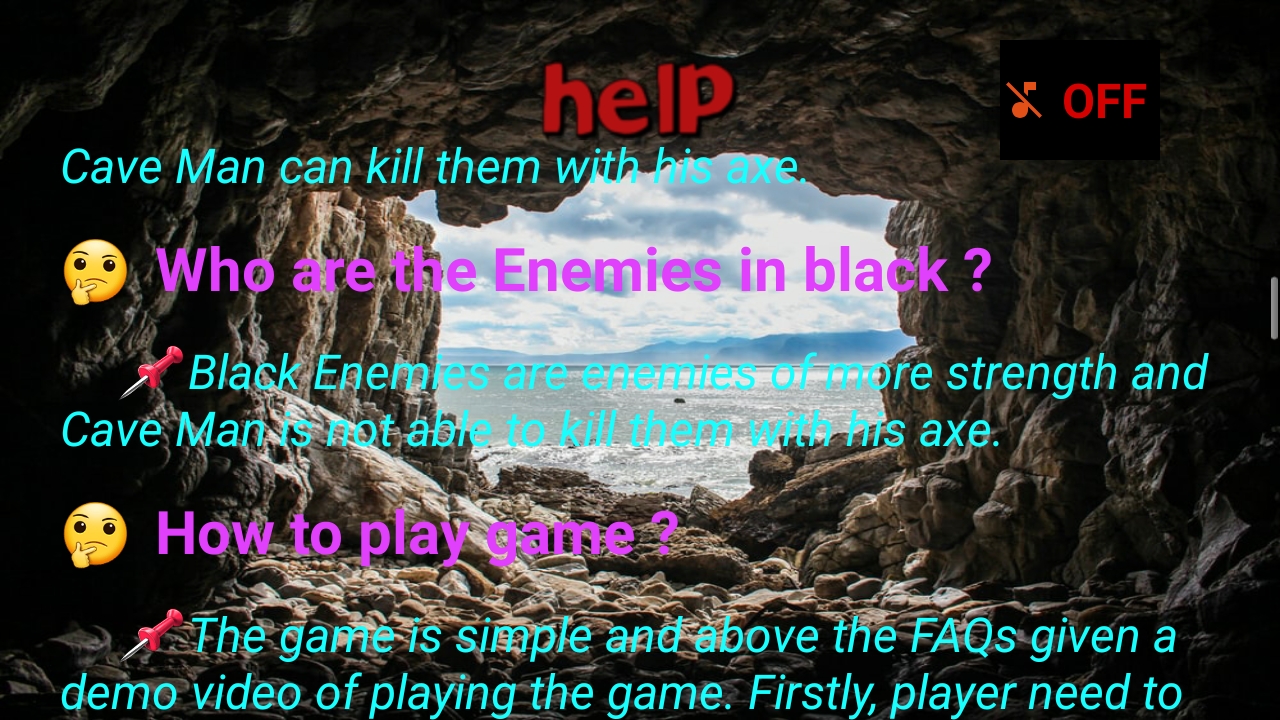 help
OFF
Cave Man can kill them with his axe.
🤔 Who are the Enemies in black ?
📌Black Enemies are enemies of more strength and
Cave Man is not able to kill them with his axe.
🤔 How to play game ?
📌The game is simple and above the FAQs given a
demo video of playing the game. Firstly, player need to